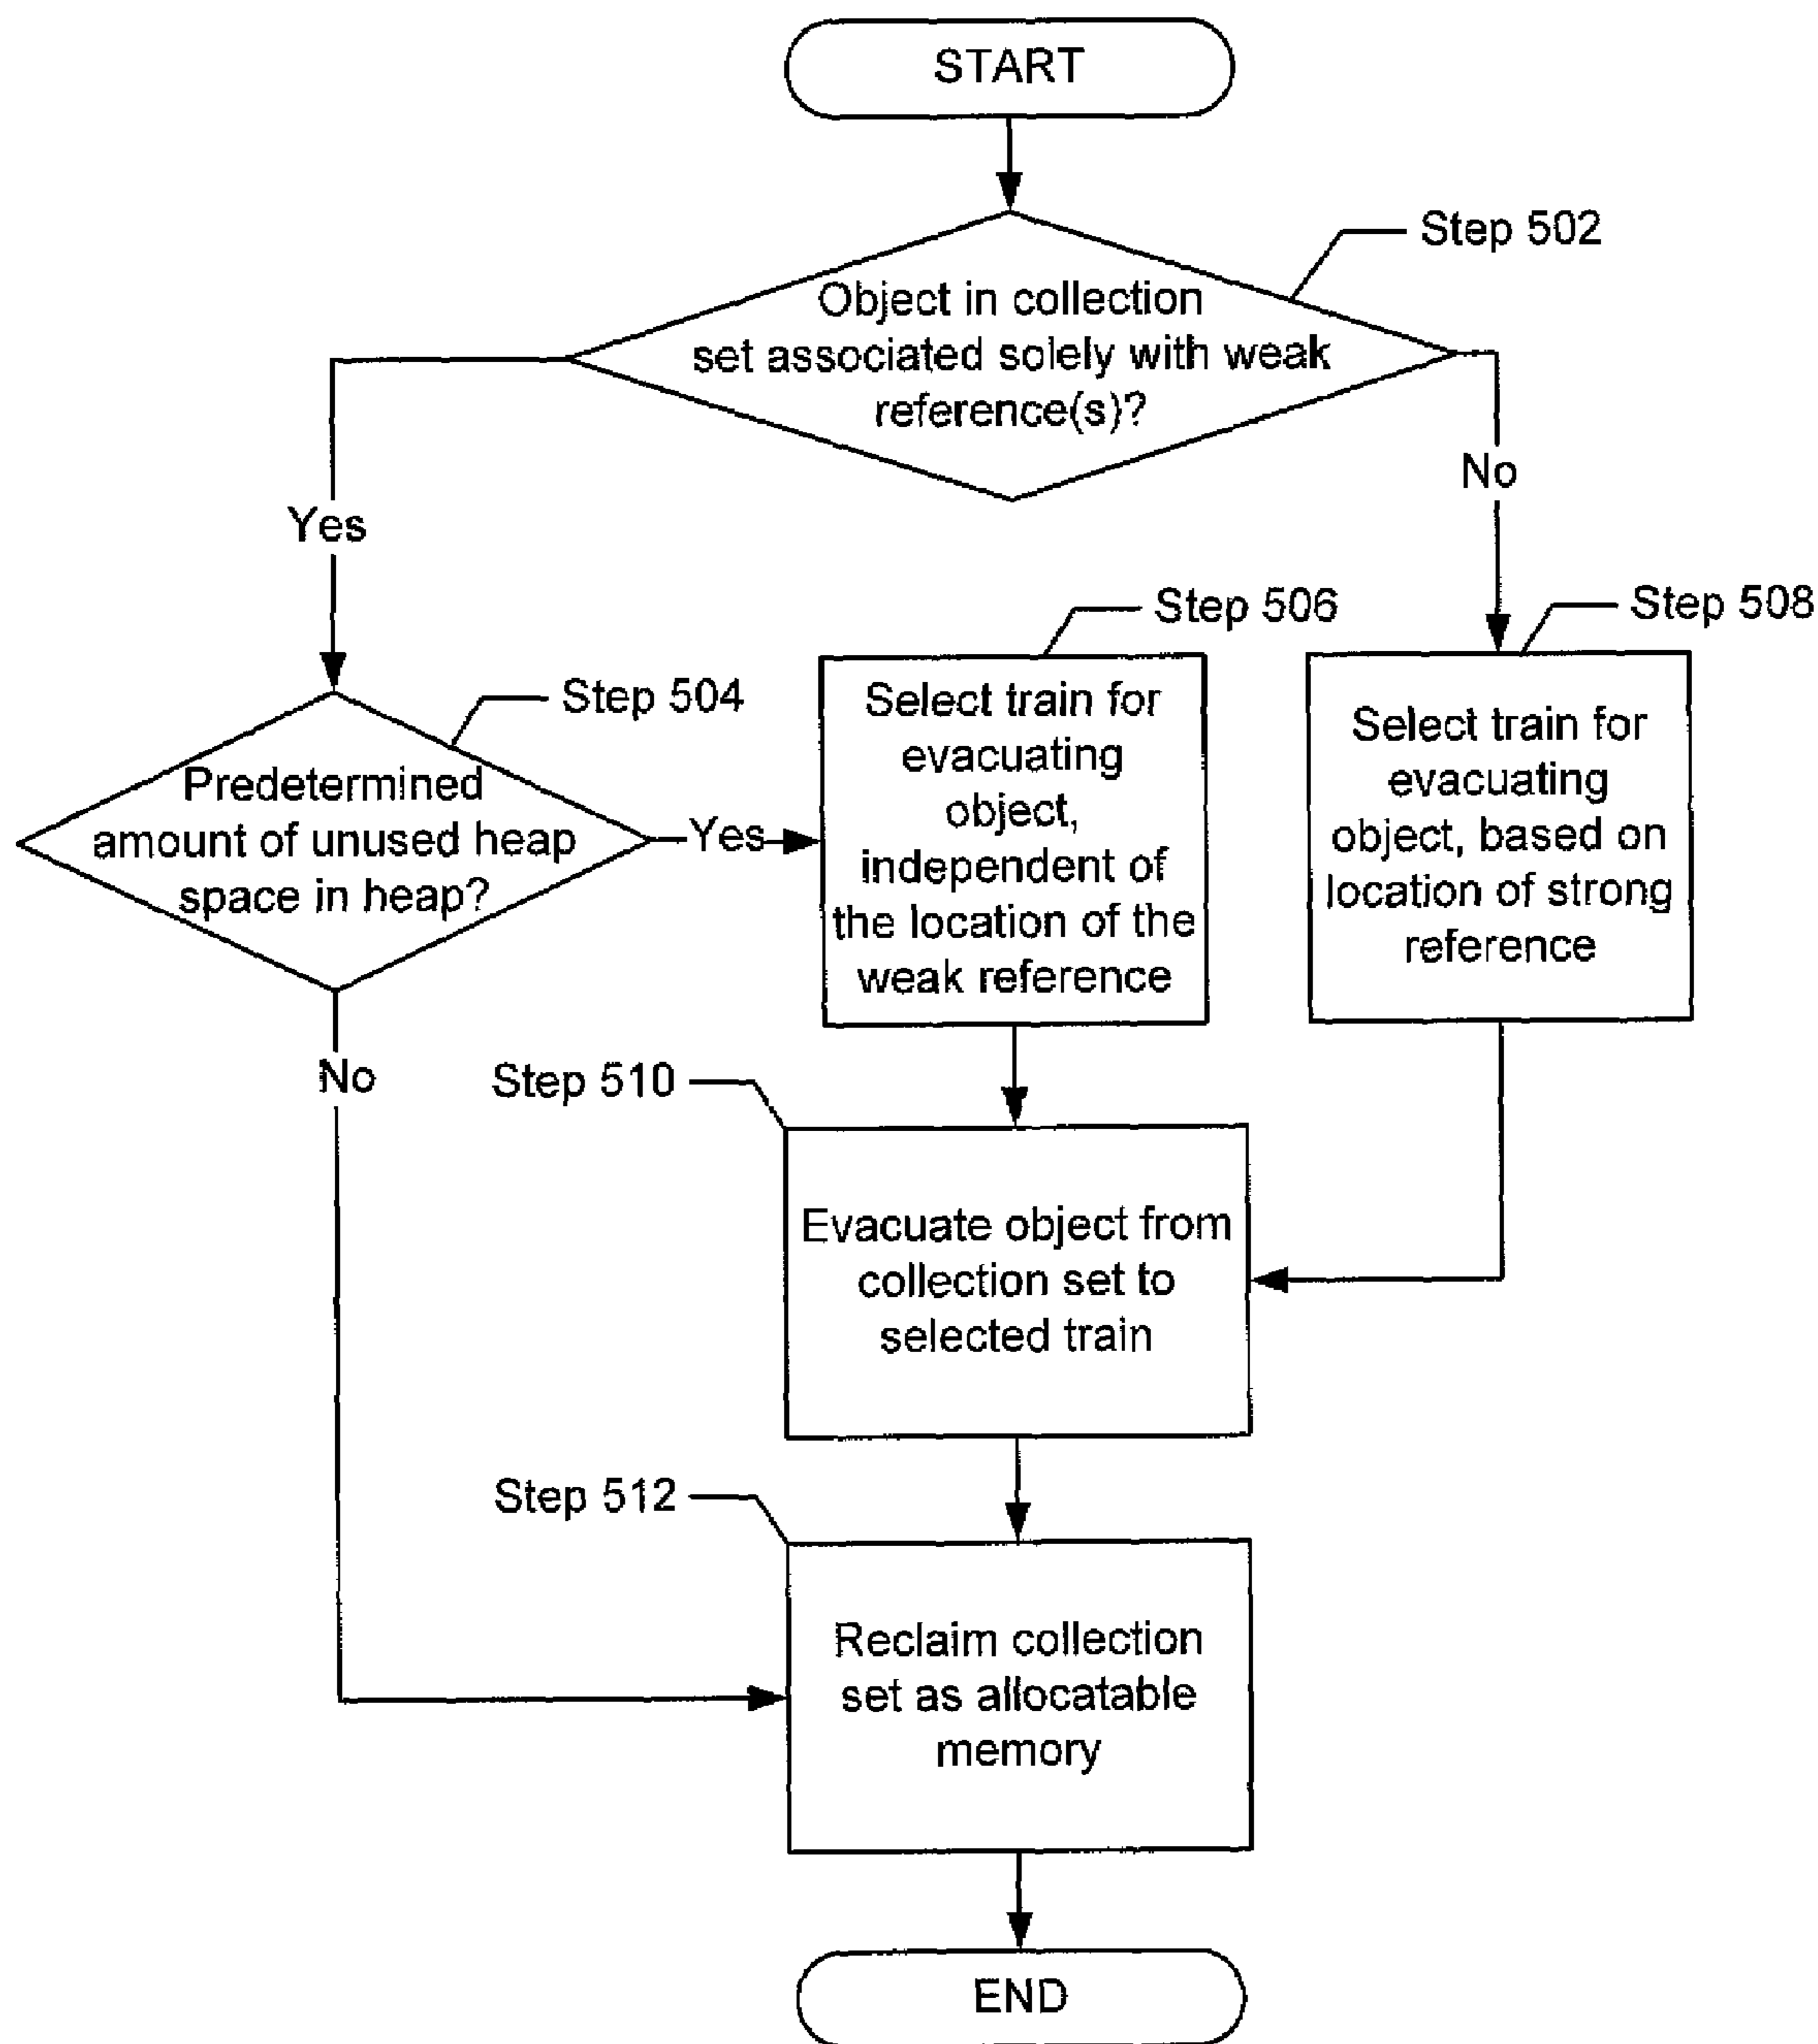 START
Step 502
Object in collection
set associated solely with weak
reference(s)?
Yes
No
Step 504
Predetermined
amount of unused heap
space in heap?
Yes
No
Step 506
Select train for
evacuating
object,
independent of
the location of the
weak reference
Step 508
Select train for
evacuating
object, based on
location of strong
reference
Step 510
Evacuate object from
collection set to
selected train
Step 512
Reclaim collection
set as allocatable
memory
END